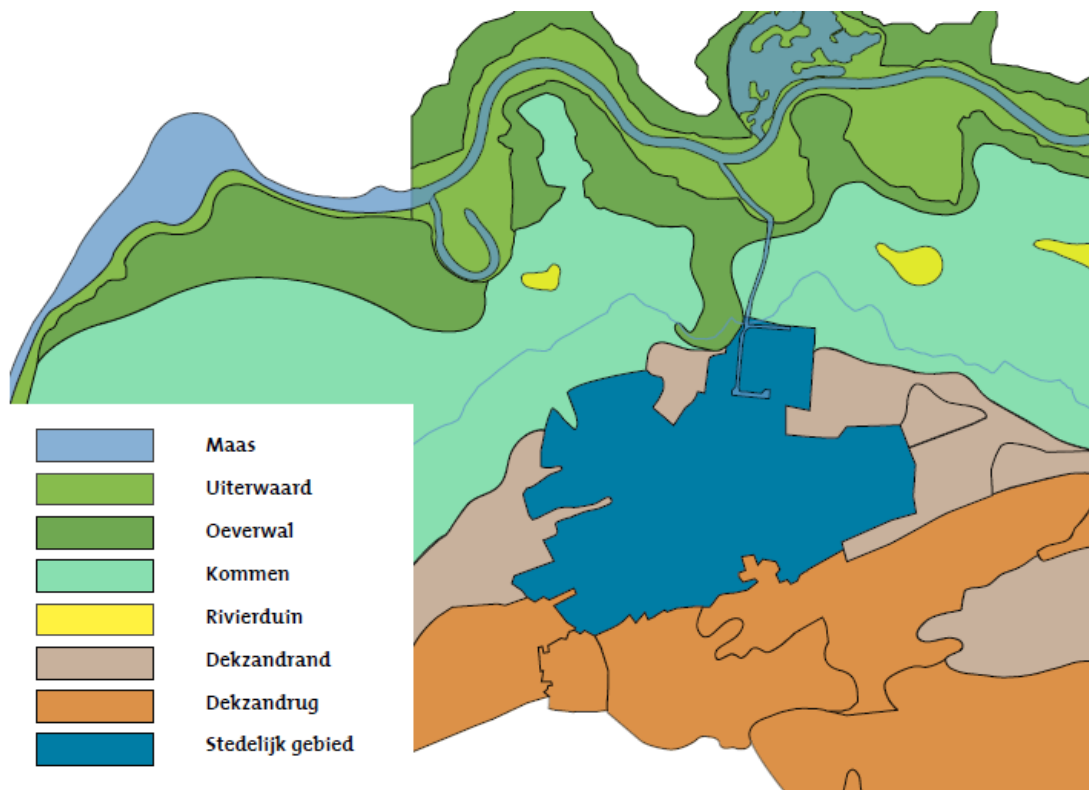 Maas
Uiterwaard
Oeverwal
Kommen
Rivierduin
Dekzandrand
Dekzandrug
Stedelijk gebied